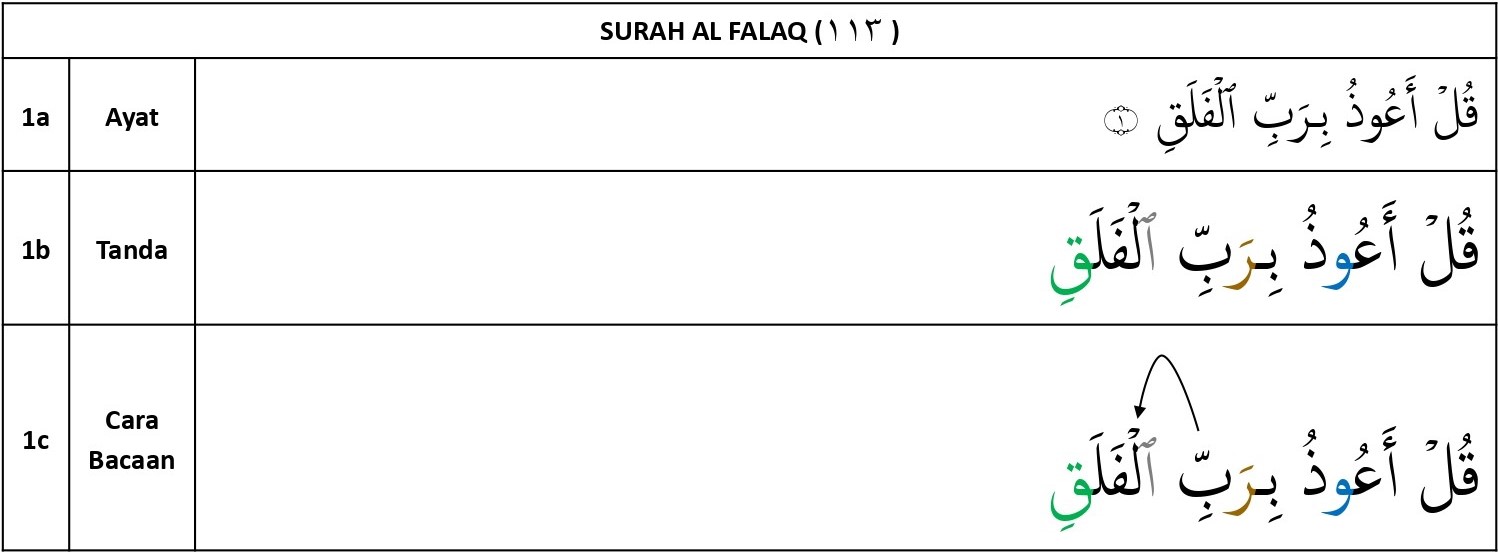 SURAH AL FALAQ (١١٣ )
1a Ayat قُلۡ أَعُوذُ بِرَبِّ ٱلۡفَلَقِ ١
1b Tanda قُلۡ أَعُوذُ بِرَبِّ ٱلۡفَلَقِ
1c Cara Bacaan قُلۡ أَعُوذُ بِرَبِّ ٱلۡفَلَقِ